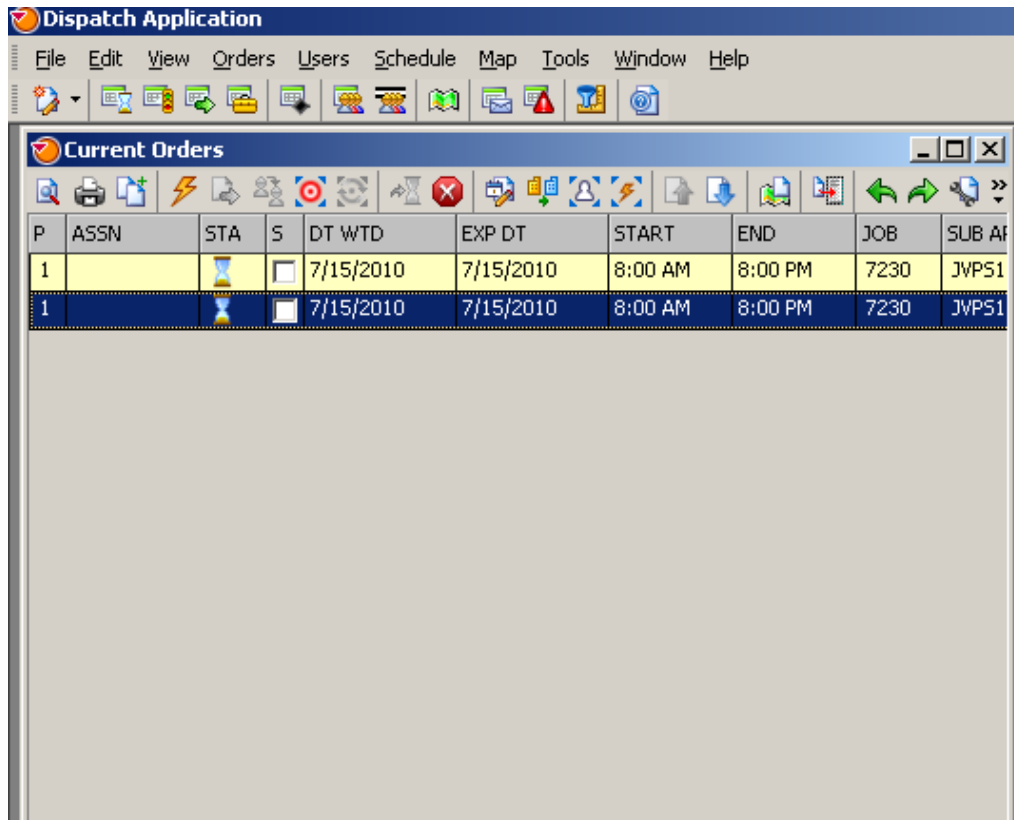 Dispatch Application
File Edit View Orders Users Schedule Map Tools Window Help
Current Orders
P ASSN STA S DT WTD EXP DT START END JOB SUB AR
1 7/15/2010 7/15/2010 8:00 AM 8:00 PM 7230 JVPS1
1 7/15/2010 7/15/2010 8:00 AM 8:00 PM 7230 JVPS1